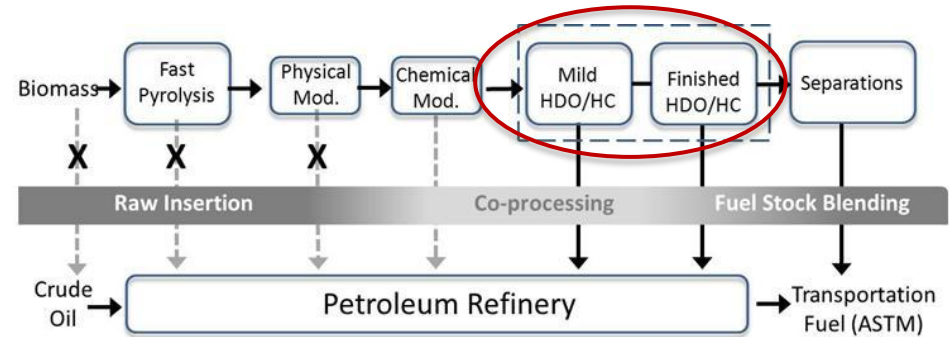 Biomass
Fast
Pyrolysis
Physical
Mod.
Chemical
Mod.
Mild
HDO/HC
Finished
HDO/HC
Separations
X
X
X
Raw Insertion
Co-processing
Fuel Stock Blending
Crude
Oil
Petroleum Refinery
Transportation
Fuel (ASTM)